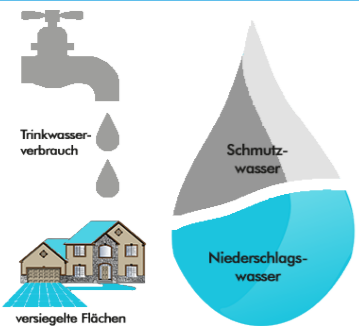 Trinkwasser-
verbrauch
Schmutz-
wasser
Niederschlags-
wasser
versiegelte Flächen